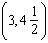 (3, 4 1/2)